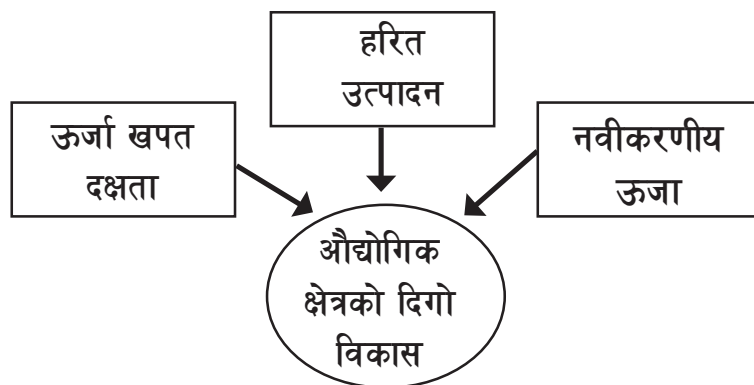 हरित
उत्पादन
ऊर्जा खपत
दक्षता
नवीकरणीय
ऊजा
औद्योगिक
क्षेत्रको दिगो
विकास